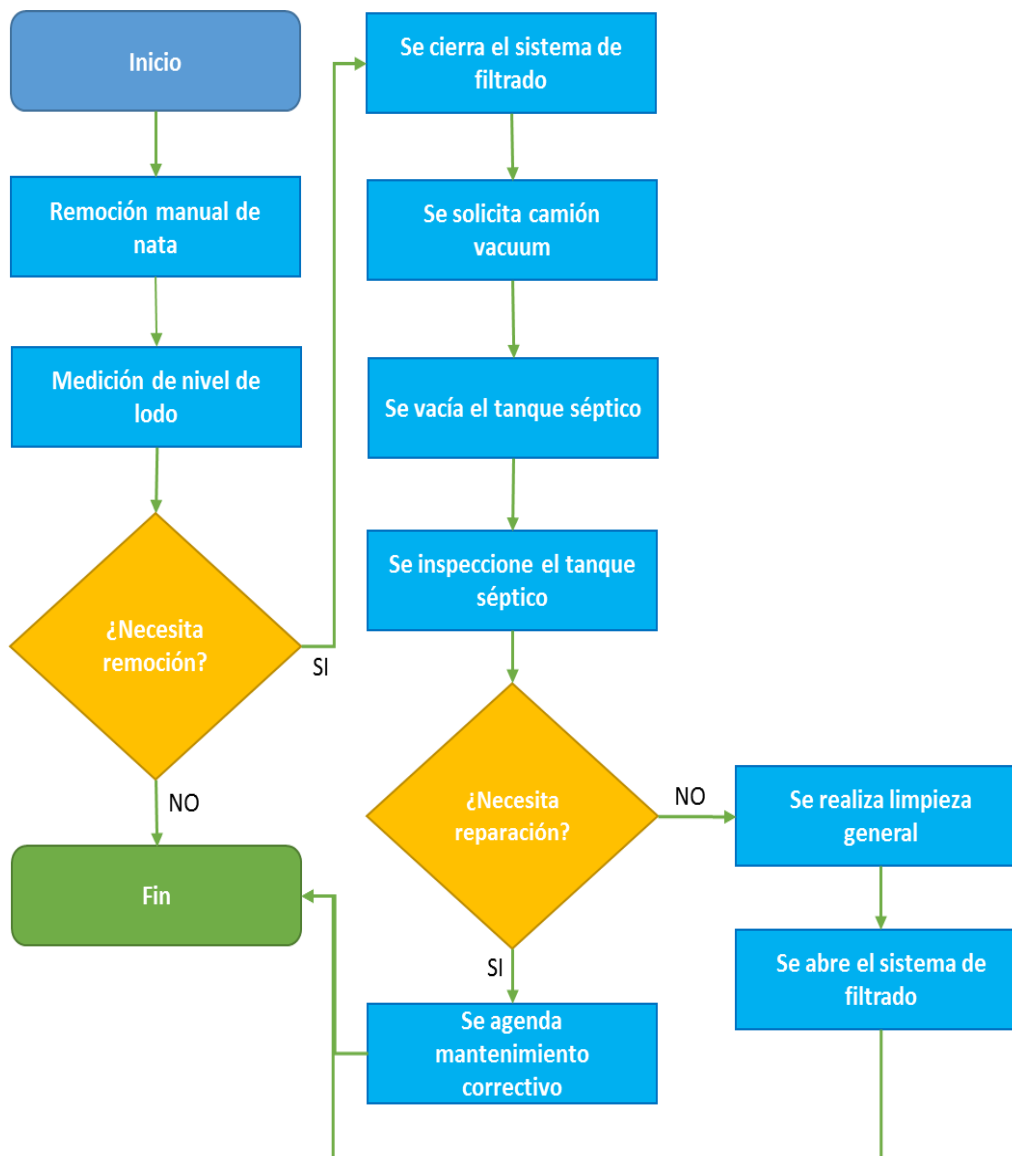 Inicio
Remoción manual de
nata
Medición de nivel de
lodo
¿Necesita
remoción?
SI
NO
Fin
Se cierra el sistema de
filtrado
Se solicita camión
vacuum
Se vacía el tanque séptico
Se inspeccione el tanque
séptico
¿Necesita
reparación?
NO
SI
Se agenda
mantenimiento
correctivo
Se realiza limpieza
general
Se abre el sistema de
filtrado